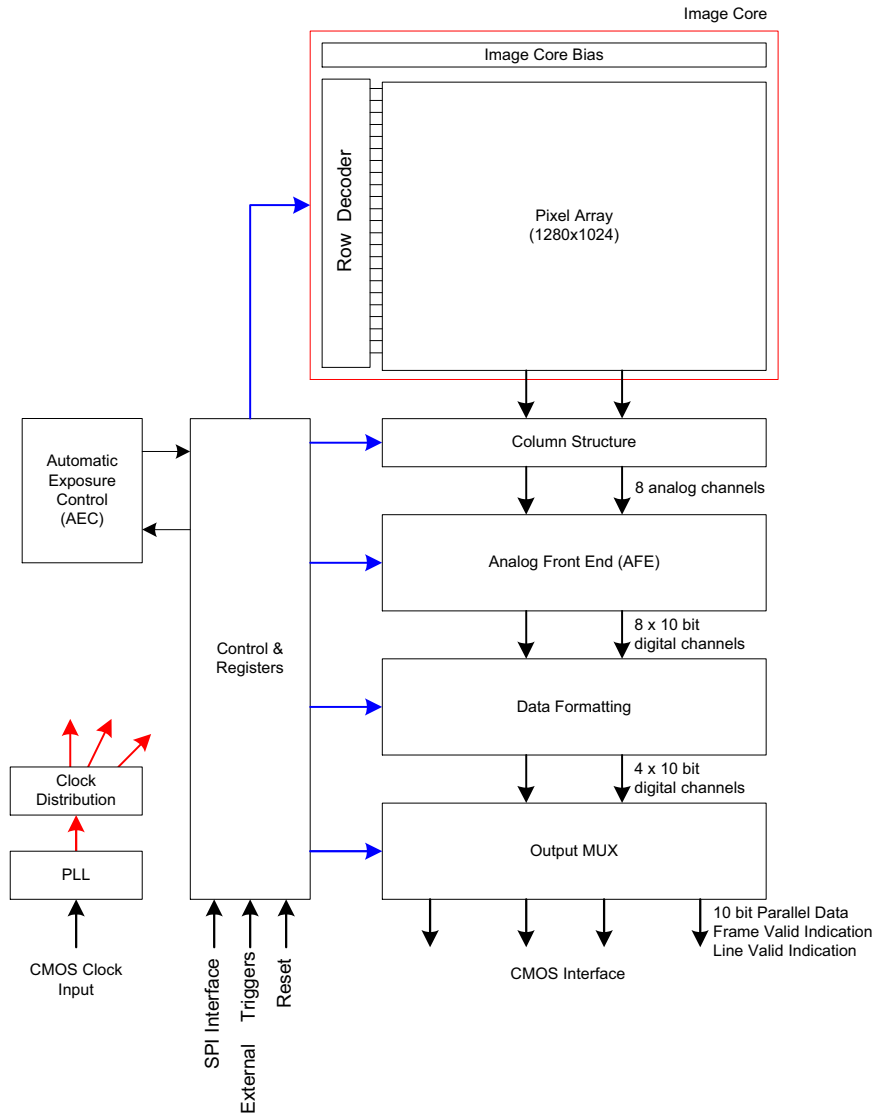 Image Core
Image Core Bias
Row Decoder
Pixel Array
(1280x1024)
Column Structure
8 analog channels
Automatic
Exposure
Control
(AEC)
Analog Front End (AFE)
8 x 10 bit
digital channels
Control &
Registers
Data Formatting
4 x 10 bit
digital channels
Clock
Distribution
PLL
Output MUX
10 bit Parallel Data
Frame Valid Indication
Line Valid Indication
CMOS Interface
CMOS Clock
Input
SPI Interface
External Triggers
Reset